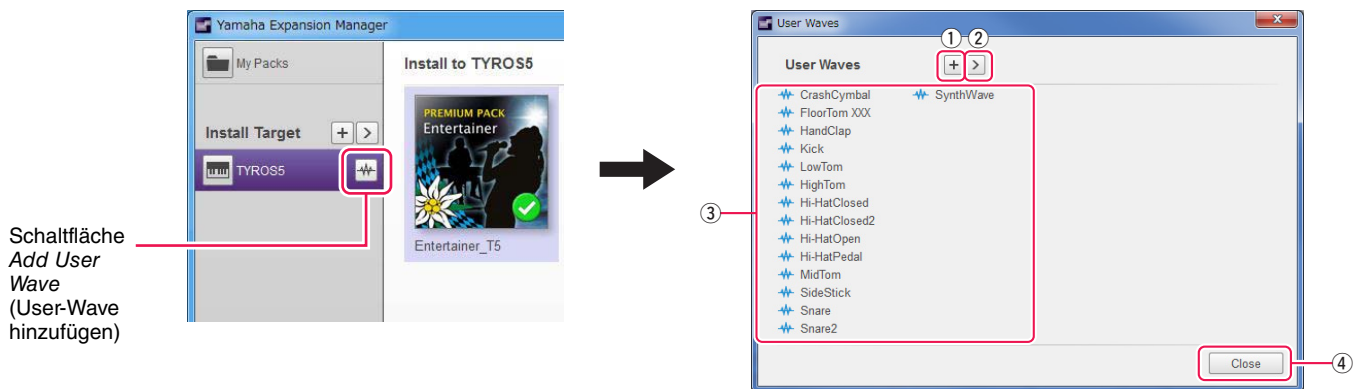 Yamaha Expansion Manager
My Packs
Install Target
+ >
TYROS5
Install to TYROS5
PREMIUM PACK
Entertainer
Entertainer_T5
Schaltfläche
Add User
Wave
(User-Wave
hinzufügen)
User Waves
① ②
User Waves
+ >
③
CrashCymbal
FloorTom XXX
HandClap
Kick
LowTom
HighTom
Hi-HatClosed
Hi-HatClosed2
Hi-HatOpen
Hi-HatPedal
MidTom
SideStick
Snare
Snare2
SynthWave
Close
④